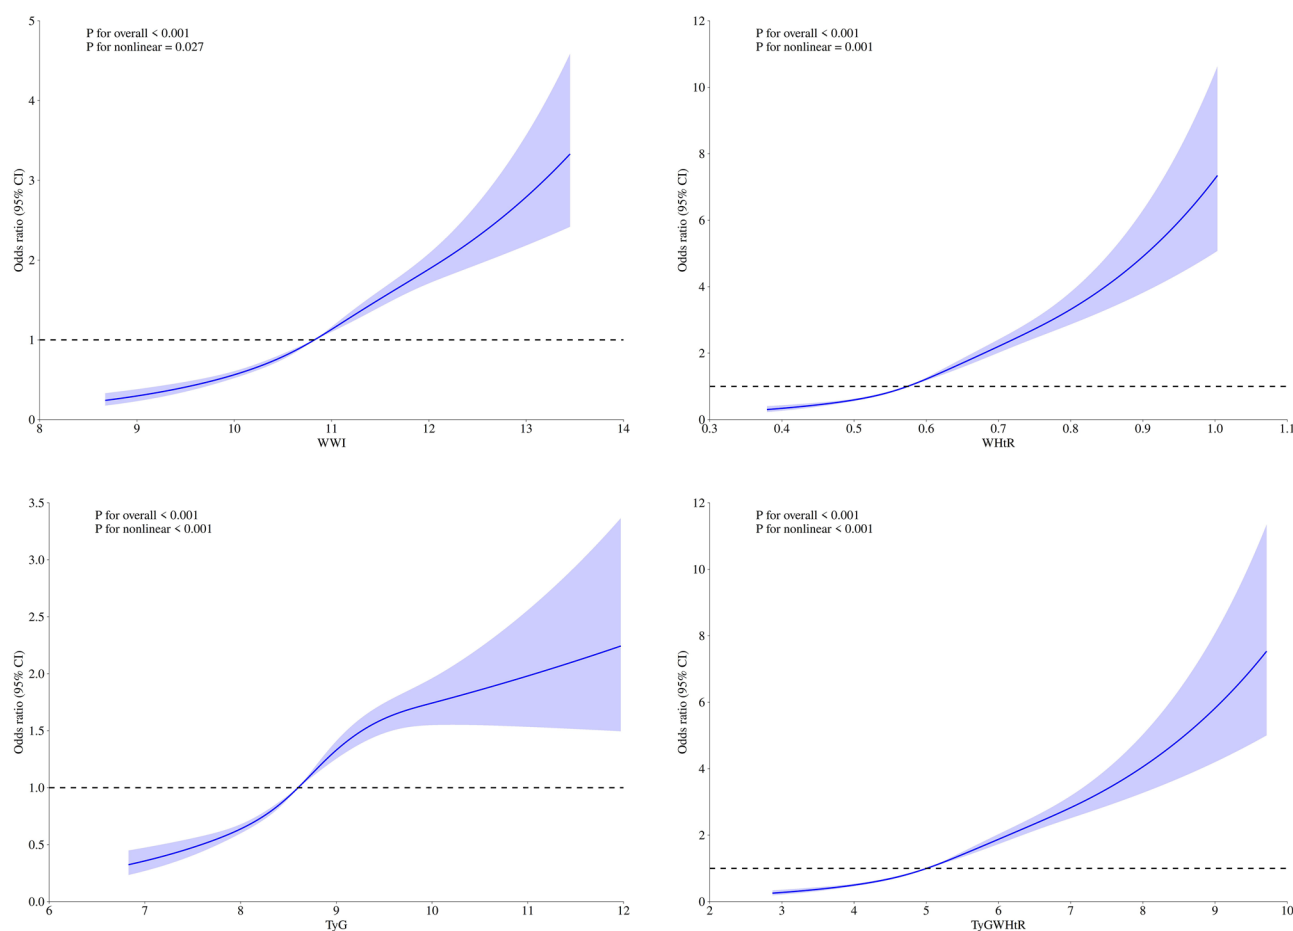 P for overall < 0.001
P for nonlinear = 0.027
Odds ratio (95% CI)
5
4
3
2
1
0
8 9 10 11 12 13 14
WWI
P for overall < 0.001
P for nonlinear = 0.001
Odds ratio (95% CI)
12
10
8
6
4
2
0
0.3 0.4 0.5 0.6 0.7 0.8 0.9 1.0 1.1
WHtR
P for overall < 0.001
P for nonlinear < 0.001
Odds ratio (95% CI)
3.5
3.0
2.5
2.0
1.5
1.0
0.5
0.0
6 7 8 9 10 11 12
TyG
P for overall < 0.001
P for nonlinear < 0.001
Odds ratio (95% CI)
12
10
8
6
4
2
0
2 3 4 5 6 7 8 9 10
TyGWHtR